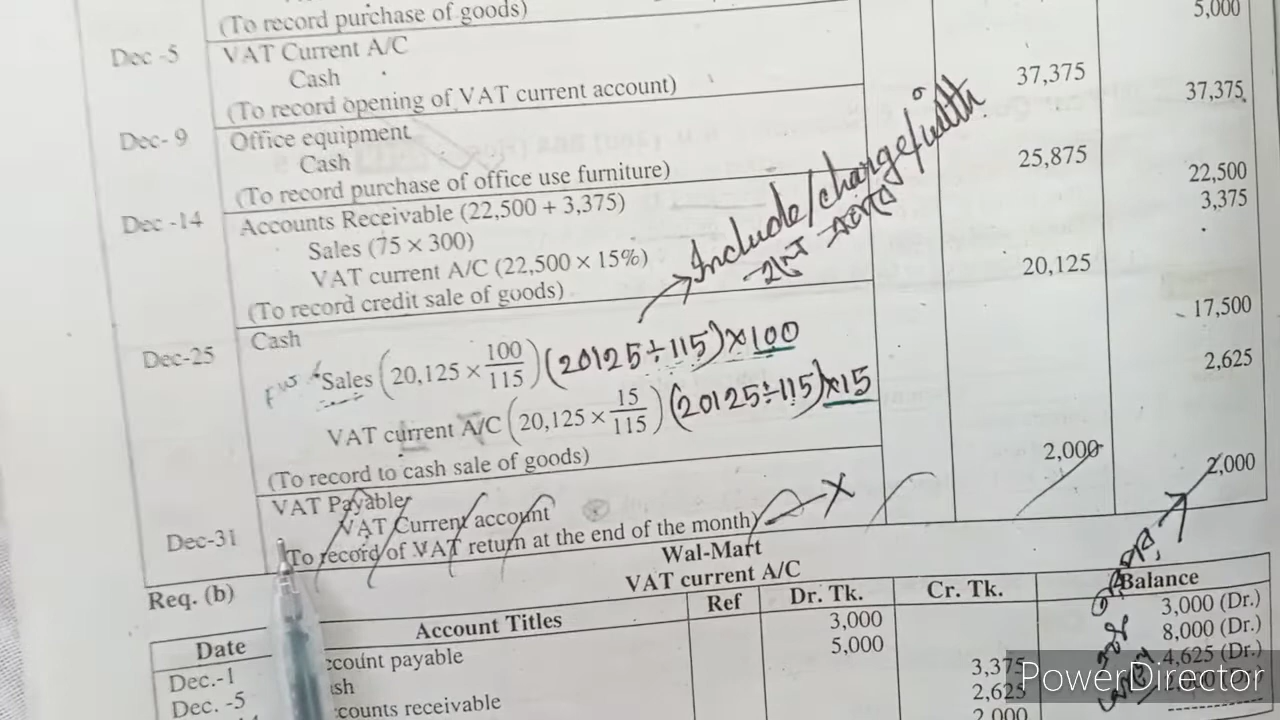 (To record purchase of goods)
5,000
Dec -5 VAT Current A/C
Cash
(To record opening of VAT current account)
37,375
37,375
Dec- 9 Office equipment
Cash
(To record purchase of office use furniture)
25,875
Dec -14 Accounts Receivable (22,500 + 3,375)
22,500
Sales (75 × 300)
3,375
VAT current A/C (22,500 × 15%)
(To record credit sale of goods)
Include/charge/with
20,125
Dec-25 Cash
17,500
Sales (20,125 × 100/115) (20125÷115)×100
2,625
VAT current A/C (20,125 × 15/115) (20125÷115)×15
(To record to cash sale of goods)
2,000
2,000
VAT Payable
VAT Current account
Dec-31 To record of VAT return at the end of the month)
Req. (b)
Wal-Mart
VAT current A/C
Date Account Titles Ref Dr. Tk. Cr. Tk. Balance
Dec.-1 ccount payable 3,000 3,000 (Dr.)
Dec. -5 sh 5,000 8,000 (Dr.)
counts receivable 3,375 4,625 (Dr.)
2,625
2,000
PowerDirector